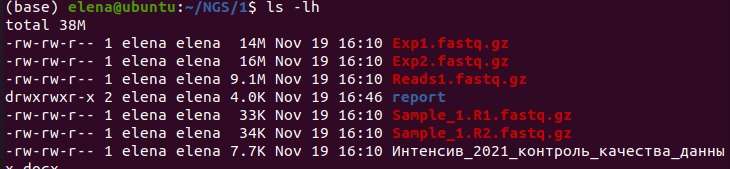 (base) elena@ubuntu:~/NGS/1$ ls -lh
total 38M
-rw-rw-r-- 1 elena elena  14M Nov 19 16:10 Exp1.fastq.gz
-rw-rw-r-- 1 elena elena  16M Nov 19 16:10 Exp2.fastq.gz
-rw-rw-r-- 1 elena elena 9.1M Nov 19 16:10 Reads1.fastq.gz
drwxrwxr-x 2 elena elena 4.0K Nov 19 16:46 report
-rw-rw-r-- 1 elena elena  33K Nov 19 16:10 Sample_1.R1.fastq.gz
-rw-rw-r-- 1 elena elena  34K Nov 19 16:10 Sample_1.R2.fastq.gz
-rw-rw-r-- 1 elena elena 7.7K Nov 19 16:10 Интенсив_2021_контроль_качества_данны
х.docx